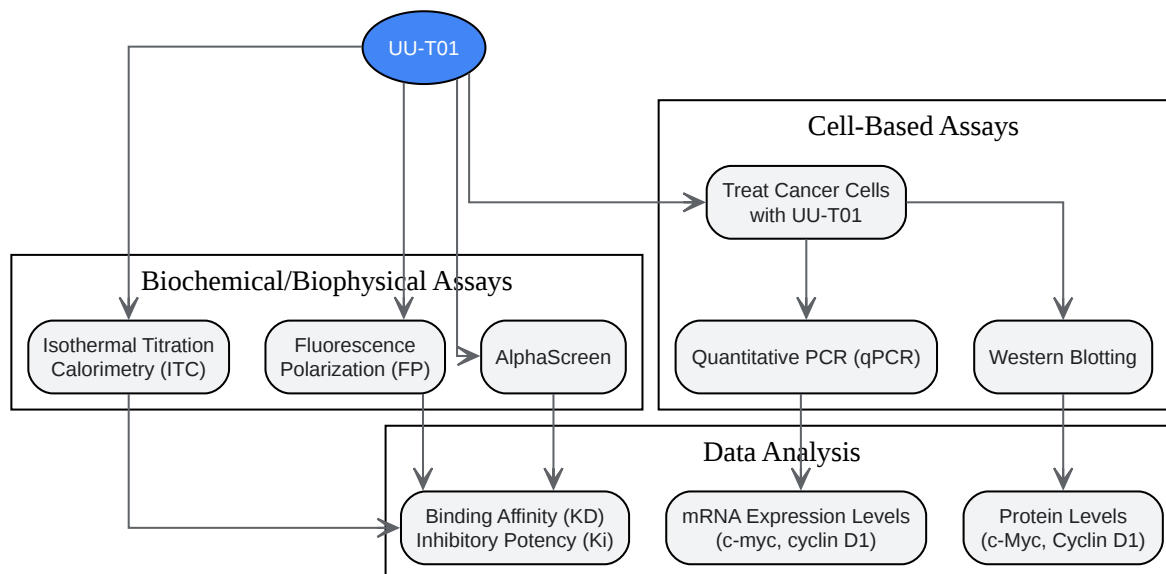 UU-T01
Cell-Based Assays
Treat Cancer Cells
with UU-T01
Biochemical/Biophysical Assays
Isothermal Titration
Calorimetry (ITC)
Fluorescence
Polarization (FP)
AlphaScreen
Quantitative PCR (qPCR)
Western Blotting
Data Analysis
Binding Affinity (KD)
Inhibitory Potency (Ki)
mRNA Expression Levels
(c-myc, cyclin D1)
Protein Levels
(c-Myc, Cyclin D1)